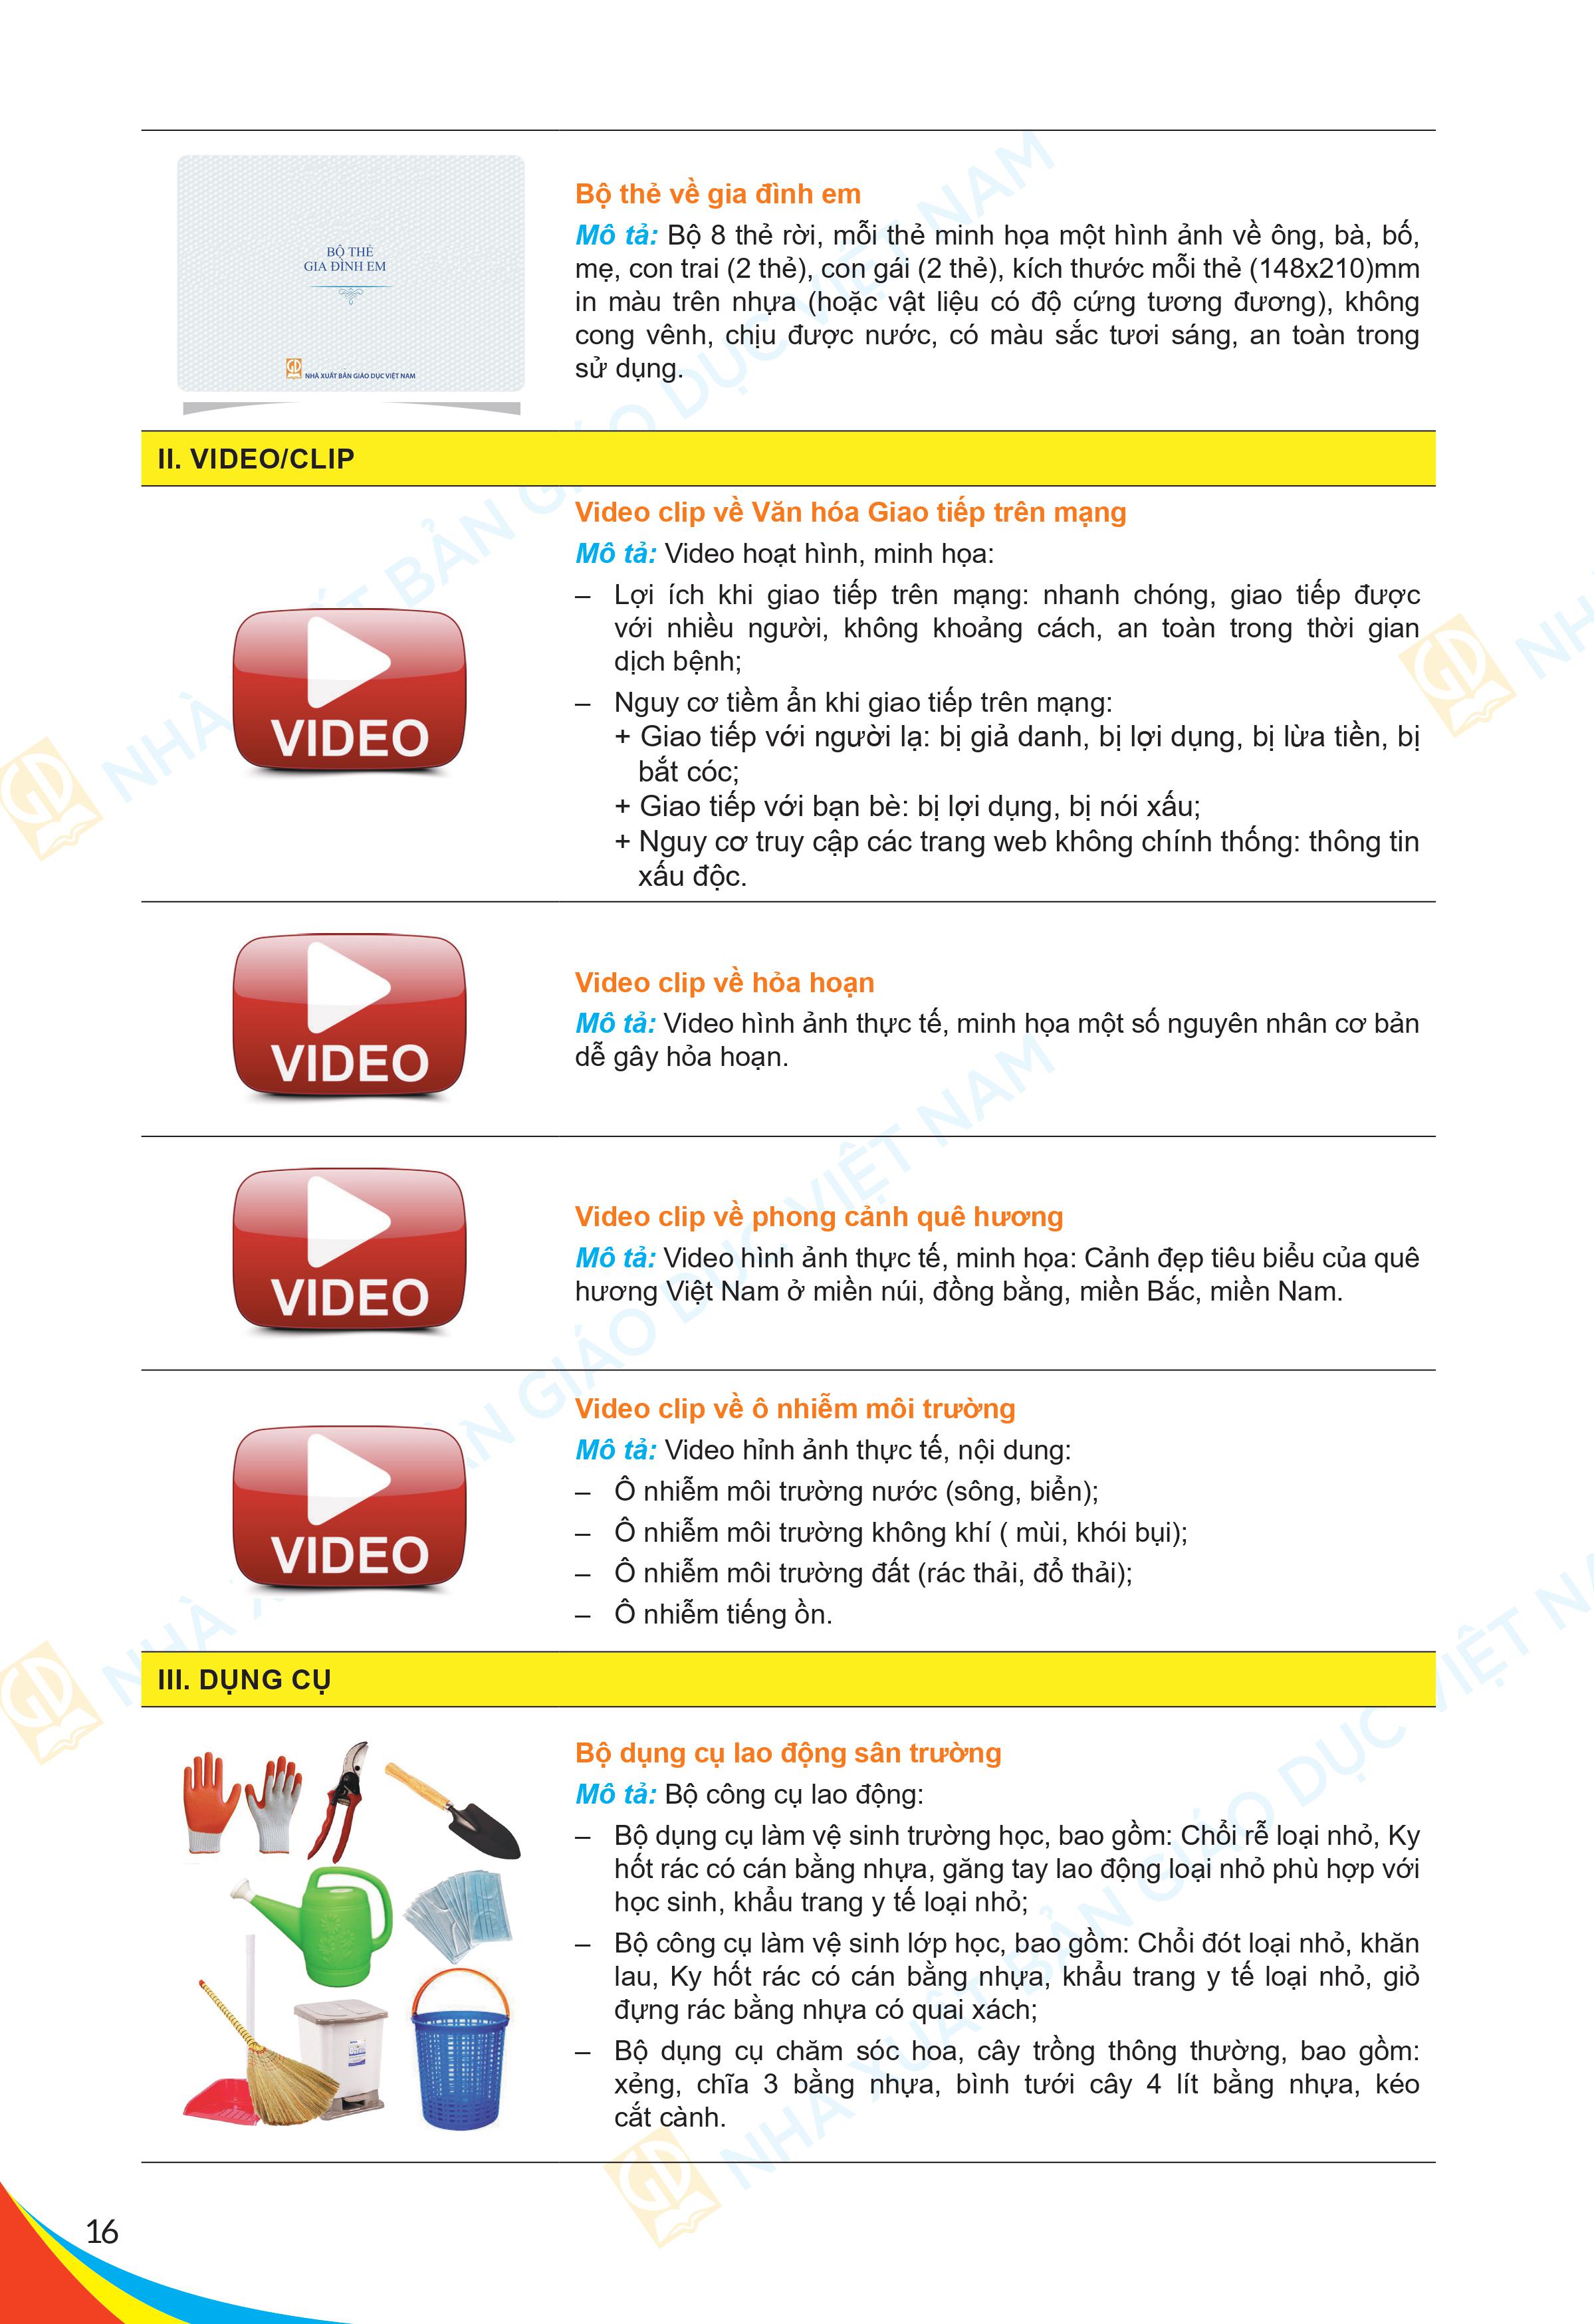 BỘ THẺ
GIA ĐÌNH EM
NHÀ XUẤT BẢN GIÁO DỤC VIỆT NAM
Bộ thẻ về gia đình em
Mô tả: Bộ 8 thẻ rời, mỗi thẻ minh họa một hình ảnh về ông, bà, bố,
mẹ, con trai (2 thẻ), con gái (2 thẻ), kích thước mỗi thẻ (148x210)mm
in màu trên nhựa (hoặc vật liệu có độ cứng tương đương), không
cong vênh, chịu được nước, có màu sắc tươi sáng, an toàn trong
sử dụng.
II. VIDEO/CLIP
VIDEO
Video clip về Văn hóa Giao tiếp trên mạng
Mô tả: Video hoạt hình, minh họa:
– Lợi ích khi giao tiếp trên mạng: nhanh chóng, giao tiếp được
với nhiều người, không khoảng cách, an toàn trong thời gian
dịch bệnh;
– Nguy cơ tiềm ẩn khi giao tiếp trên mạng:
+ Giao tiếp với người lạ: bị giả danh, bị lợi dụng, bị lừa tiền, bị
bắt cóc;
+ Giao tiếp với bạn bè: bị lợi dụng, bị nói xấu;
+ Nguy cơ truy cập các trang web không chính thống: thông tin
xấu độc.
VIDEO
Video clip về hỏa hoạn
Mô tả: Video hình ảnh thực tế, minh họa một số nguyên nhân cơ bản
dễ gây hỏa hoạn.
VIDEO
Video clip về phong cảnh quê hương
Mô tả: Video hình ảnh thực tế, minh họa: Cảnh đẹp tiêu biểu của quê
hương Việt Nam ở miền núi, đồng bằng, miền Bắc, miền Nam.
VIDEO
Video clip về ô nhiễm môi trường
Mô tả: Video hỉnh ảnh thực tế, nội dung:
– Ô nhiễm môi trường nước (sông, biển);
– Ô nhiễm môi trường không khí ( mùi, khói bụi);
– Ô nhiễm môi trường đất (rác thải, đổ thải);
– Ô nhiễm tiếng ồn.
III. DỤNG CỤ
Bộ dụng cụ lao động sân trường
Mô tả: Bộ công cụ lao động:
– Bộ dụng cụ làm vệ sinh trường học, bao gồm: Chổi rễ loại nhỏ, Ky
hốt rác có cán bằng nhựa, găng tay lao động loại nhỏ phù hợp với
học sinh, khẩu trang y tế loại nhỏ;
– Bộ công cụ làm vệ sinh lớp học, bao gồm: Chổi đót loại nhỏ, khăn
lau, Ky hốt rác có cán bằng nhựa, khẩu trang y tế loại nhỏ, giỏ
đựng rác bằng nhựa có quai xách;
– Bộ dụng cụ chăm sóc hoa, cây trồng thông thường, bao gồm:
xẻng, chĩa 3 bằng nhựa, bình tưới cây 4 lít bằng nhựa, kéo
cắt cành.
16